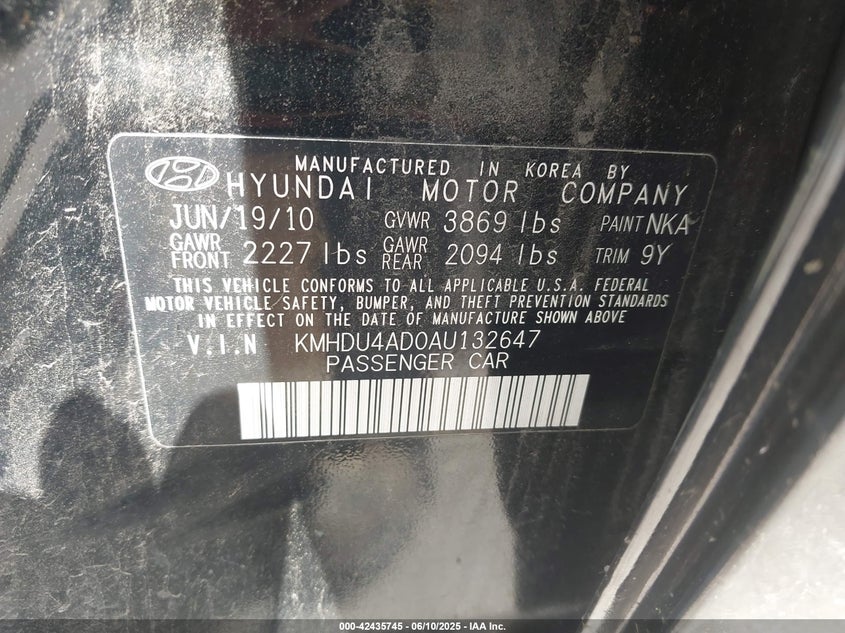 MANUFACTURED IN KOREA BY
HYUNDAI MOTOR COMPANY
JUN/19/10 GVWR 3869 lbs PAINT NKA
GAWR FRONT 2227 lbs GAWR REAR 2094 lbs TRIM 9Y
THIS VEHICLE CONFORMS TO ALL APPLICABLE U.S.A. FEDERAL
MOTOR VEHICLE SAFETY, BUMPER, AND THEFT PREVENTION STANDARDS
IN EFFECT ON THE DATE OF MANUFACTURE SHOWN ABOVE
V.I.N KMHDU4AD0AU132647
PASSENGER CAR
000-42435745 - 06/10/2025 - IAA Inc.